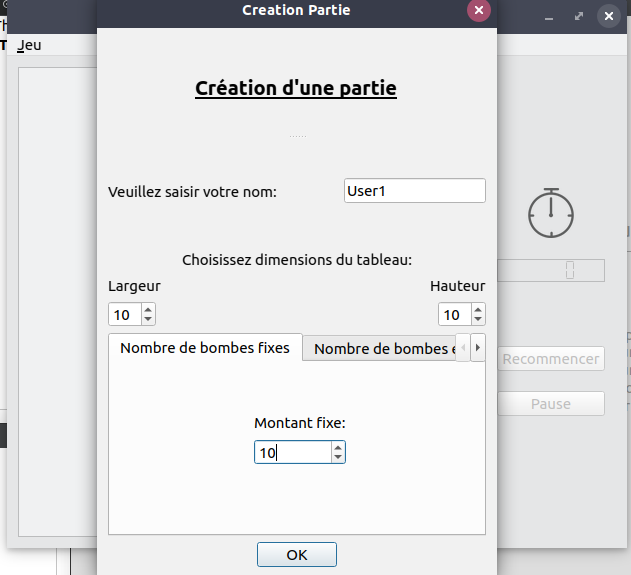 Creation Partie
Jeu
Création d'une partie
Veuillez saisir votre nom:
User1
Choisissez dimensions du tableau:
Largeur
Hauteur
10
10
Nombre de bombes fixes
Nombre de bombes
Recommencer
Montant fixe:
Pause
10
OK